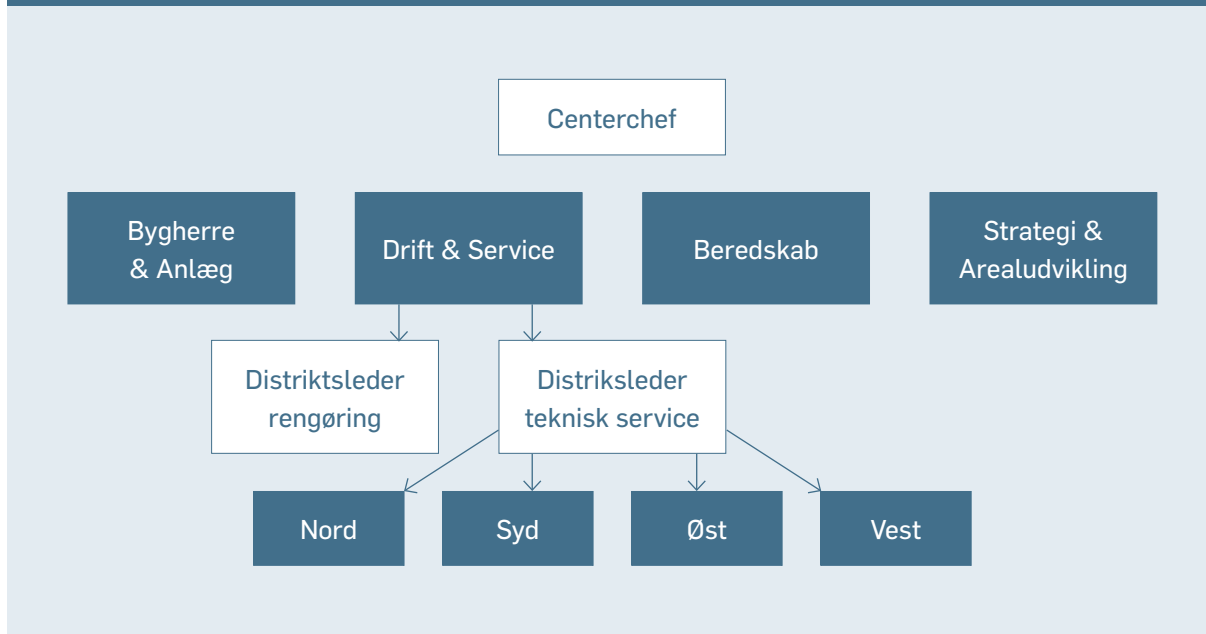 Centerchef
Bygherre
& Anlæg
Drift & Service
Beredskab
Strategi &
Arealudvikling
Distriktsleder
rengøring
Distriksleder
teknisk service
Nord
Syd
Øst
Vest